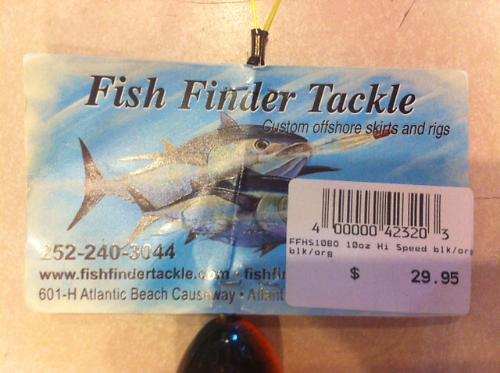 Fish Finder Tackle
Custom offshore skirts and rigs
252-240-3044
www.fishfindertackle.com •
601-H Atlantic Beach Causeway •
4 00000 42320 3
FFHS10BO 10oz Hi Speed blk/org
blk/org
$ 29.95